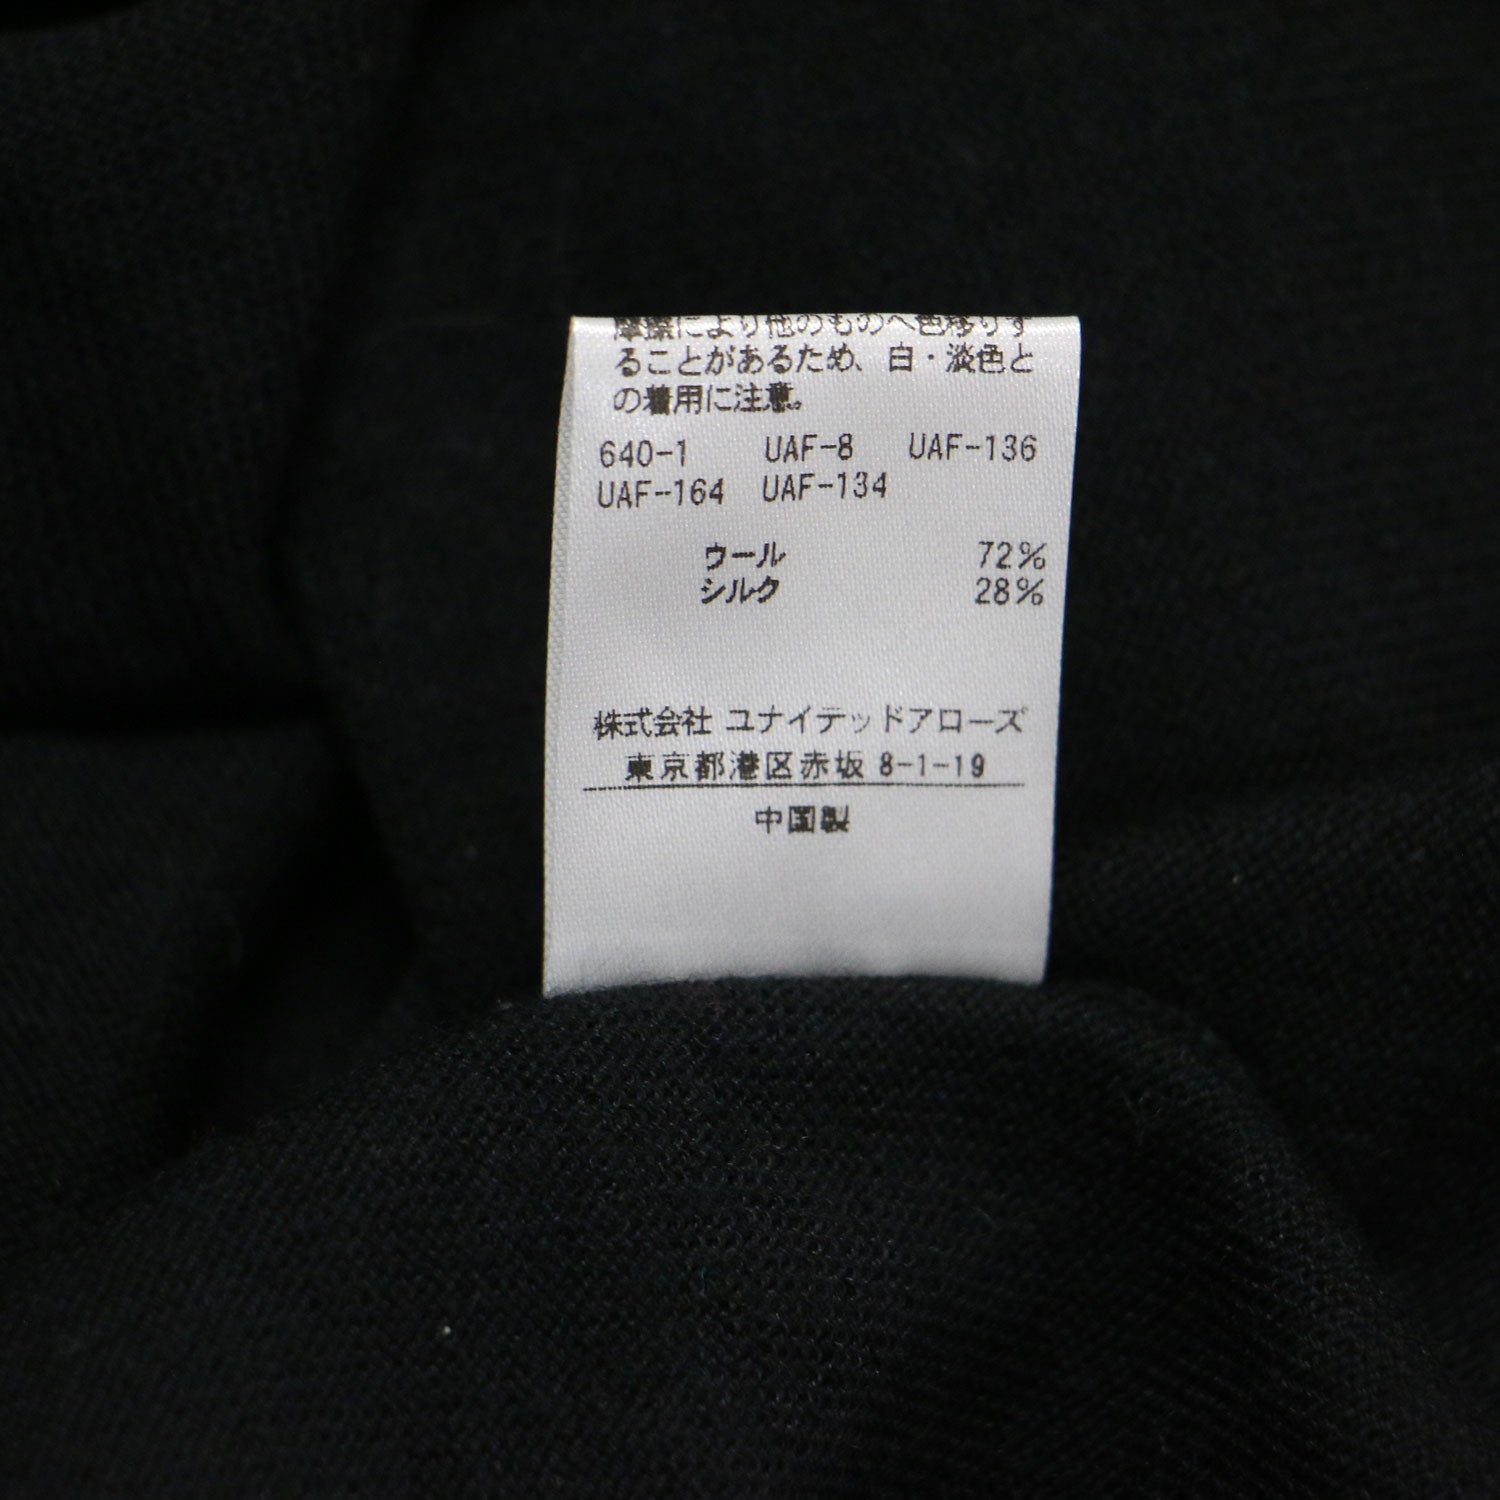 摩擦により他のものへ色移りす
ることがあるため、白・淡色と
の着用に注意。
640-1 UAF-8 UAF-136
UAF-164 UAF-134
ウール 72%
シルク 28%
株式会社 ユナイテッドアローズ
東京都港区赤坂 8-1-19
中国製